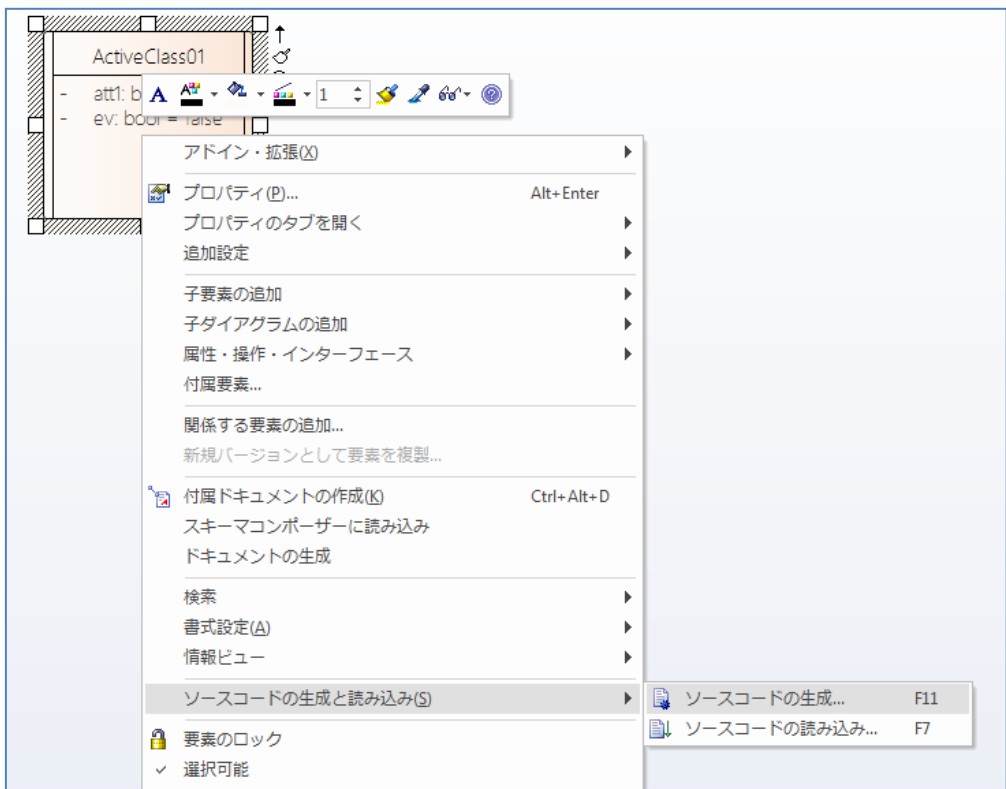 ActiveClass01
- att1: b
1
- ev: bool = false
アドイン・拡張(X)
プロパティ(P)... Alt+Enter
プロパティのタブを開く
追加設定
子要素の追加
子ダイアグラムの追加
属性・操作・インターフェース
付属要素...
関係する要素の追加...
新規バージョンとして要素を複製...
付属ドキュメントの作成(K) Ctrl+Alt+D
スキーマコンポーザーに読み込み
ドキュメントの生成
検索
書式設定(A)
情報ビュー
ソースコードの生成と読み込み(S)
ソースコードの生成... F11
ソースコードの読み込み... F7
要素のロック
選択可能